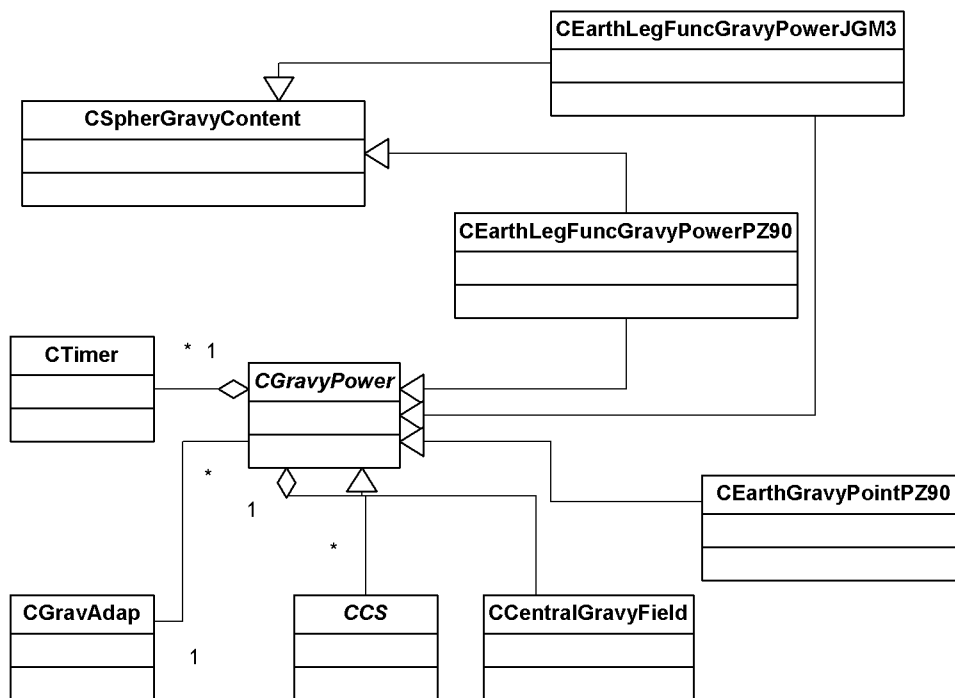 CEarthLegFuncGravyPowerJGM3
CSpherGravyContent
CEarthLegFuncGravyPowerPZ90
CTimer
* 1
CGravyPower
*
CEarthGravyPointPZ90
1
*
CGravAdap
CCS
CCentralGravyField
1